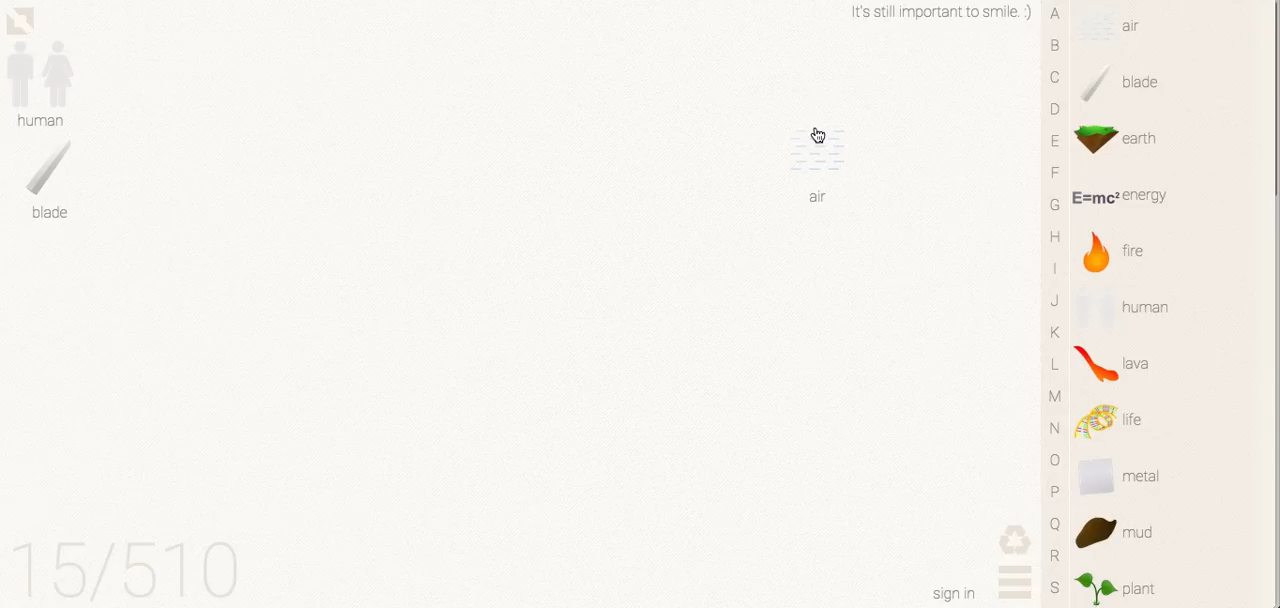 It's still important to smile. :)
human
blade
air
15/510
sign in
A
B
C
D
E
F
G
H
I
J
K
L
M
N
O
P
Q
R
S
air
blade
earth
E=mc² energy
fire
human
lava
life
metal
mud
plant